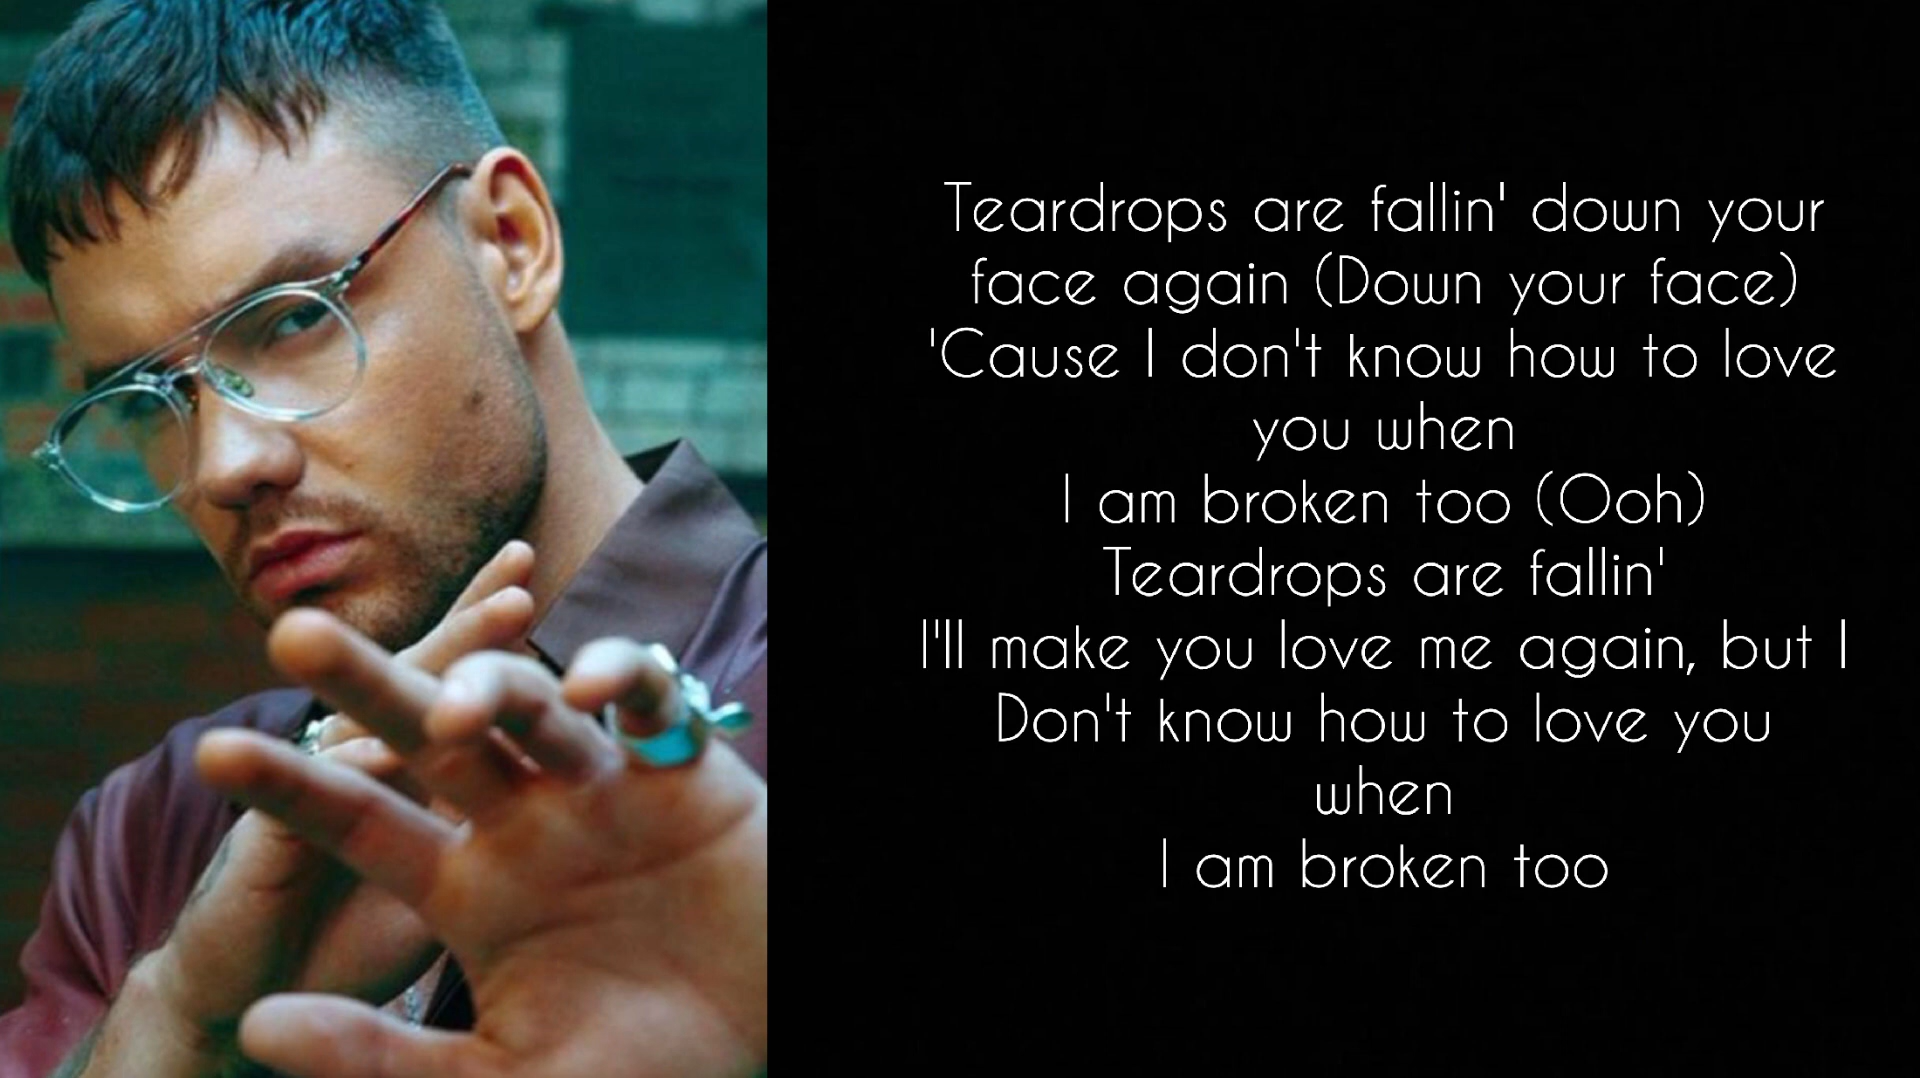 Teardrops are fallin' down your
face again (Down your face)
'Cause I don't know how to love
you when
I am broken too (Ooh)
Teardrops are fallin'
I'll make you love me again, but I
Don't know how to love you
when
I am broken too